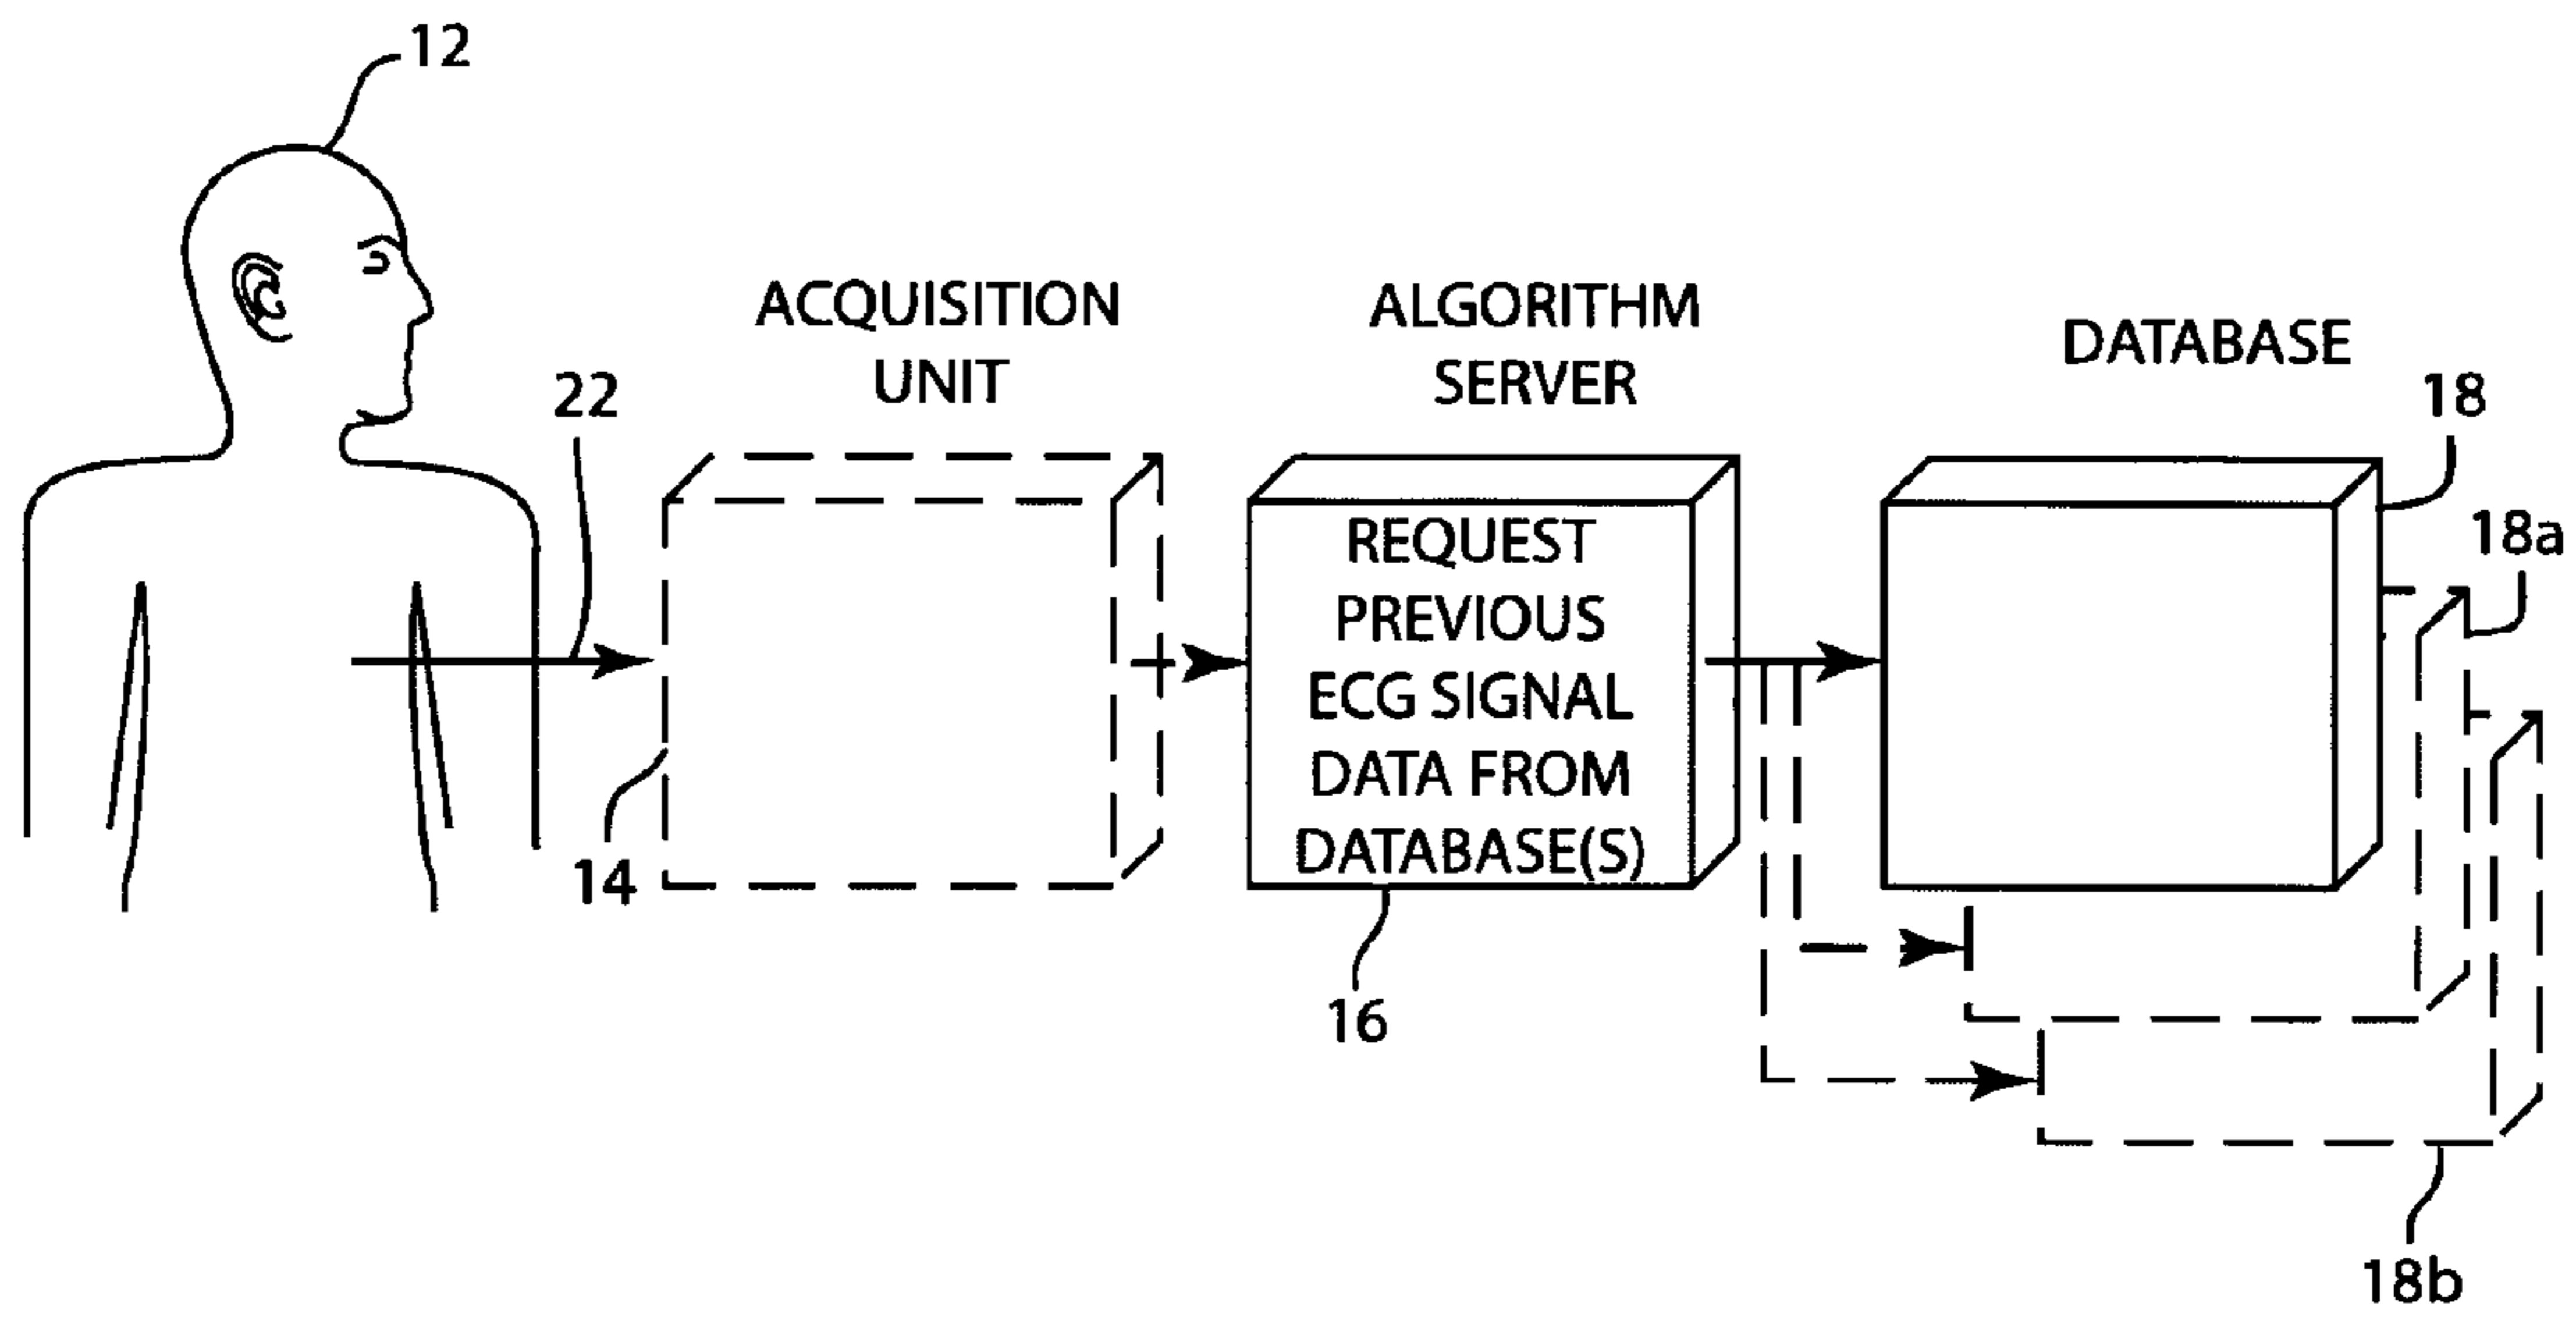 12
ACQUISITION
UNIT
ALGORITHM
SERVER
DATABASE
22
18
18a
REQUEST
PREVIOUS
ECG SIGNAL
DATA FROM
DATABASE(S)
14
16
18b